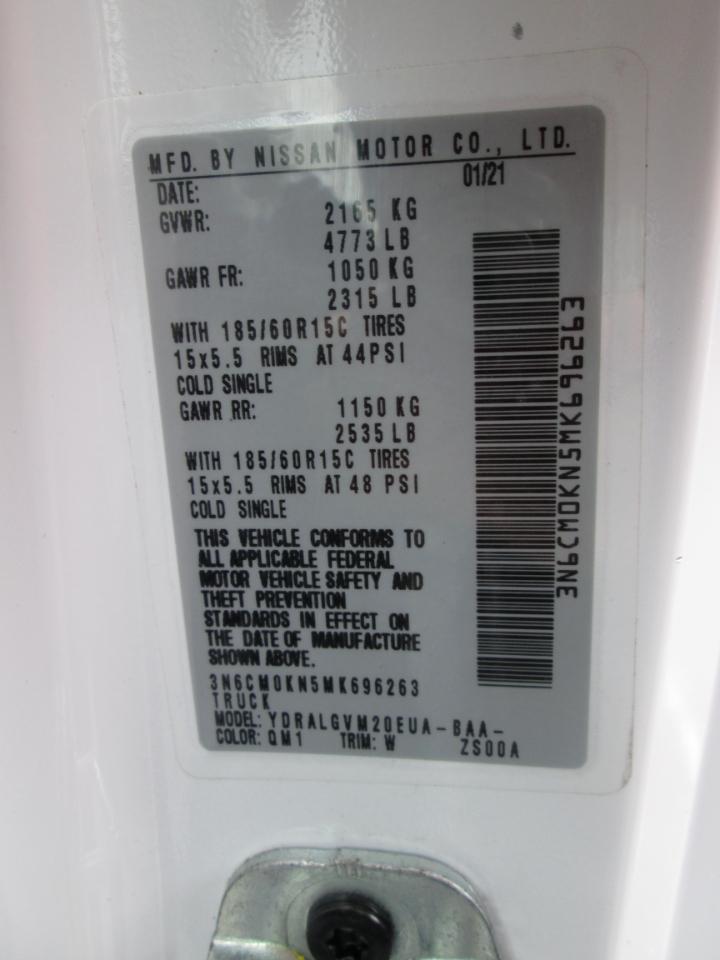 MFD. BY NISSAN MOTOR CO., LTD.
DATE: 01/21
GVWR: 2165 KG
4773 LB
GAWR FR: 1050 KG
2315 LB
WITH 185/60R15C TIRES
15x5.5 RIMS AT 44PSI
COLD SINGLE
GAWR RR: 1150 KG
2535 LB
WITH 185/60R15C TIRES
15x5.5 RIMS AT 48 PSI
COLD SINGLE
THIS VEHICLE CONFORMS TO
ALL APPLICABLE FEDERAL
MOTOR VEHICLE SAFETY AND
THEFT PREVENTION
STANDARDS IN EFFECT ON
THE DATE OF MANUFACTURE
SHOWN ABOVE.
3N6CM0KN5MK696263
TRUCK
MODEL: YDRALGVM20EUA-BAA-
COLOR: QM1 TRIM: W ZS00A
3N6CM0KN5MK696263